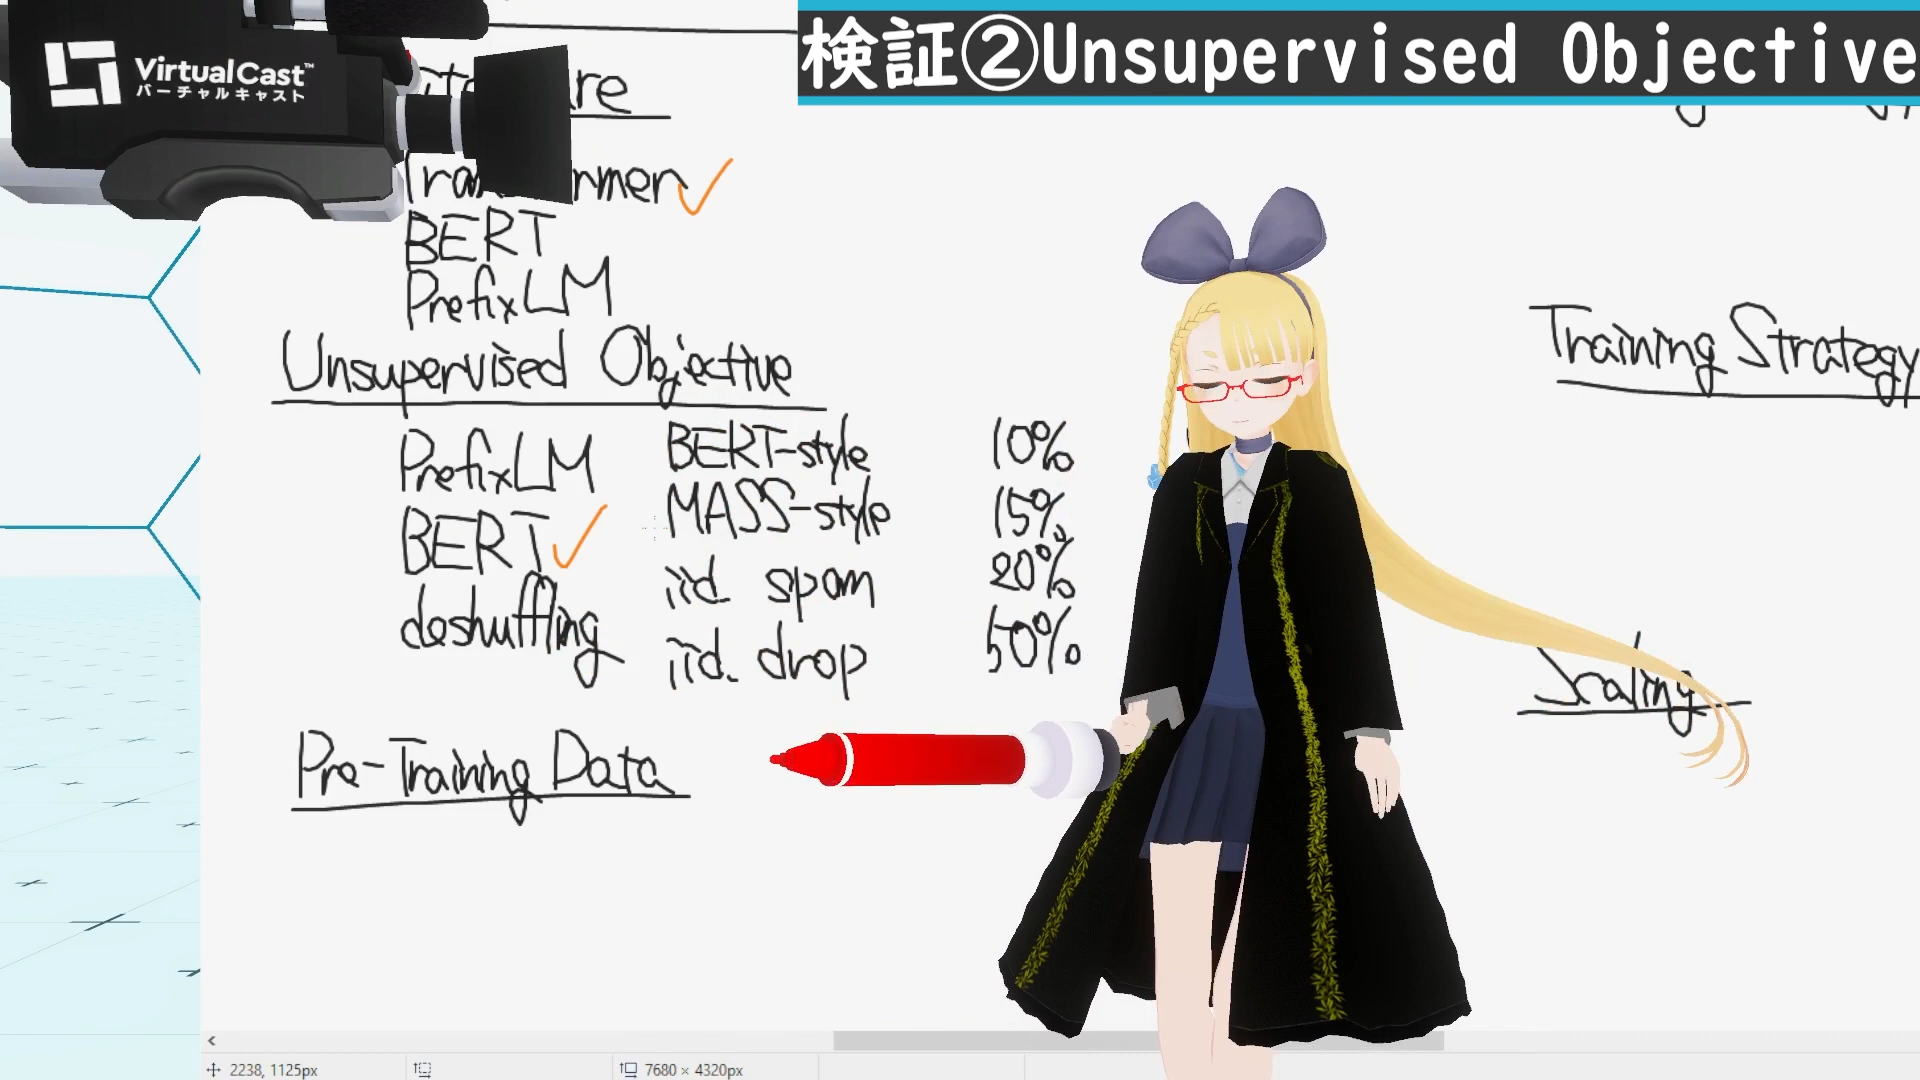 検証②Unsupervised Objective
VirtualCast™
バーチャルキャスト
BERT
PrefixLM
Unsupervised Objective
PrefixLM
BERT✓
deshuffling
BERT-style
MASS-style
iid. span
iid. drop
10%
15%
20%
50%
Pre-Training Data
Training Strategy
Scaling
2238, 1125px
7680 × 4320px